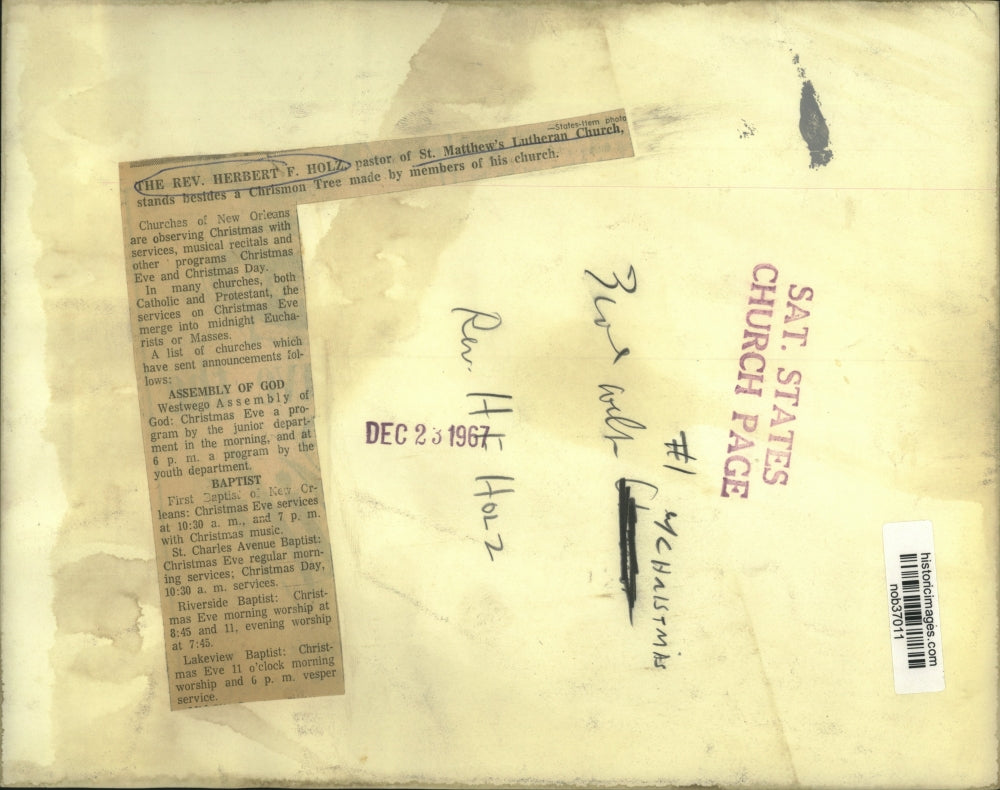 —States-Item photo
THE REV. HERBERT F. HOLZ, pastor of St. Matthew's Lutheran Church,
stands besides a Chrismon Tree made by members of his church.
Churches of New Orleans
are observing Christmas with
services, musical recitals and
other programs Christmas
Eve and Christmas Day.
In many churches, both
Catholic and Protestant, the
services on Christmas Eve
merge into midnight Eucha-
rists or Masses.
A list of churches which
have sent announcements fol-
lows:
ASSEMBLY OF GOD
Westwego Assembly of
God: Christmas Eve a pro-
gram by the junior depart-
ment in the morning, and at
6 p. m. a program by the
youth department.
BAPTIST
First Baptist of New Or-
leans: Christmas Eve services
at 10:30 a. m., and 7 p. m.
with Christmas music.
St. Charles Avenue Baptist:
Christmas Eve regular morn-
ing services; Christmas Day,
10:30 a. m. services.
Riverside Baptist: Christ-
mas Eve morning worship at
8:45 and 11, evening worship
at 7:45.
Lakeview Baptist: Christ-
mas Eve 11 o'clock morning
worship and 6 p. m. vesper
service.
SAT. STATES
CHURCH PAGE
#1 CHRISTMAS
Rev. HF HOLZ
DEC 23 1967
historicimages.com
nob37011